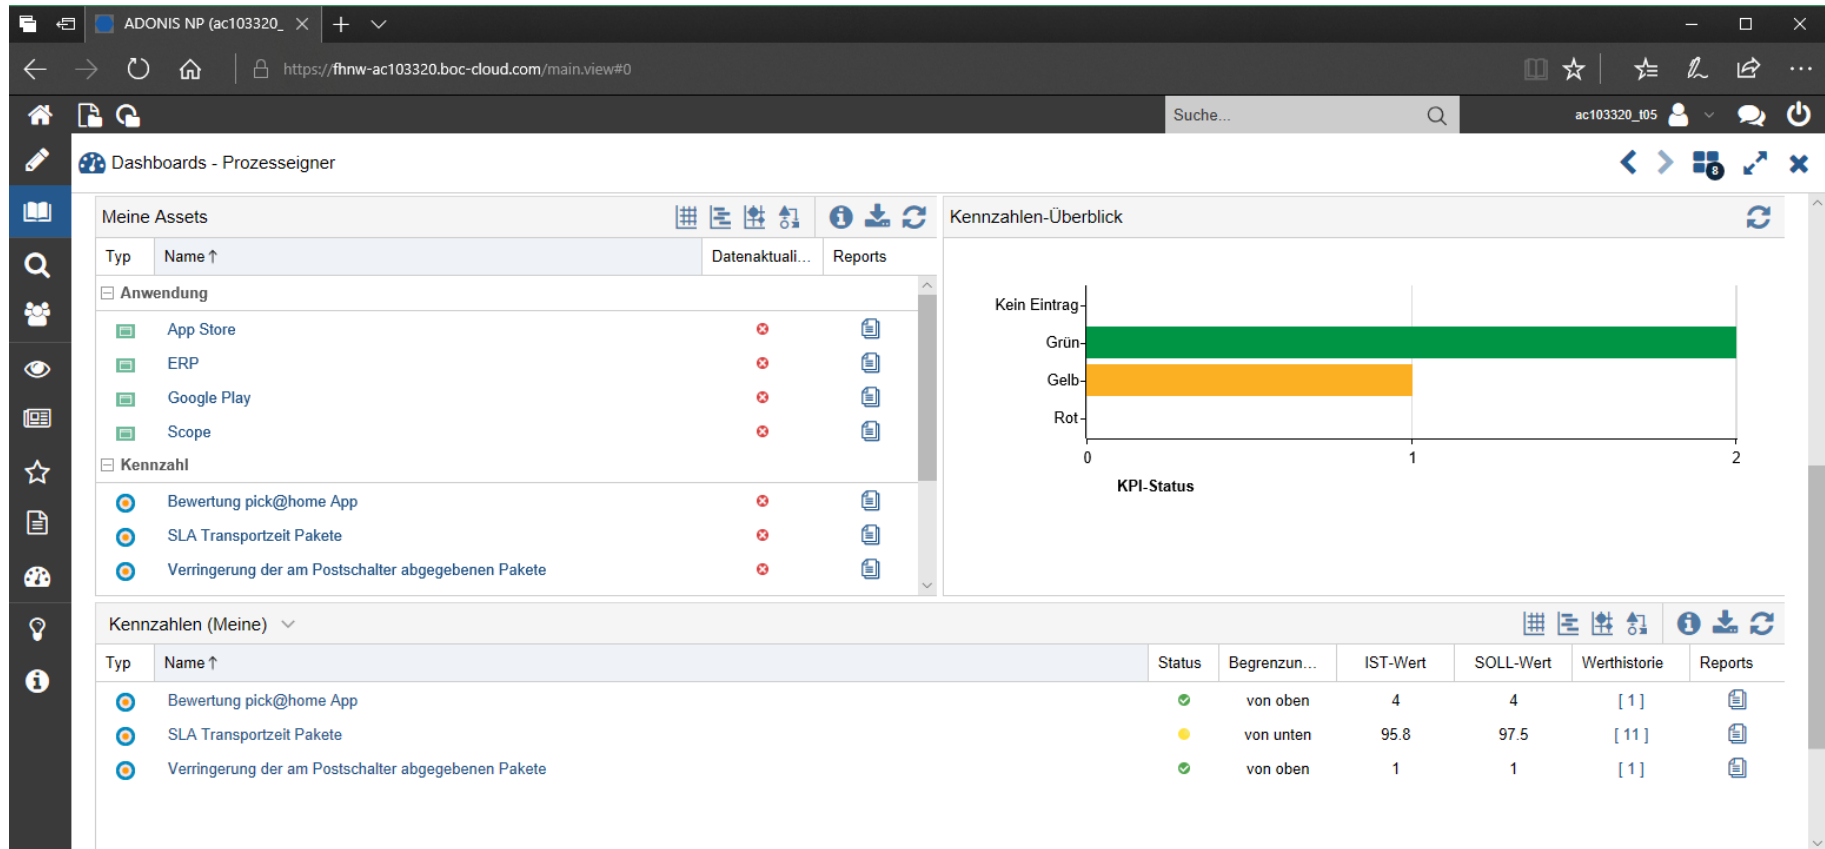 ADONIS NP (ac103320_
https://fhnw-ac103320.boc-cloud.com/main.view#0
Suche...
ac103320_t05
Dashboards - Prozesseigner
8
Meine Assets
Typ Name Datenaktuali... Reports
Anwendung
App Store
ERP
Google Play
Scope
Kennzahl
Bewertung pick@home App
SLA Transportzeit Pakete
Verringerung der am Postschalter abgegebenen Pakete
Kennzahlen-Überblick
Kein Eintrag
Grün
Gelb
Rot
0 1 2
KPI-Status
Kennzahlen (Meine)
Typ Name Status Begrenzun... IST-Wert SOLL-Wert Werthistorie Reports
Bewertung pick@home App von oben 4 4 [ 1 ]
SLA Transportzeit Pakete von unten 95.8 97.5 [ 11 ]
Verringerung der am Postschalter abgegebenen Pakete von oben 1 1 [ 1 ]